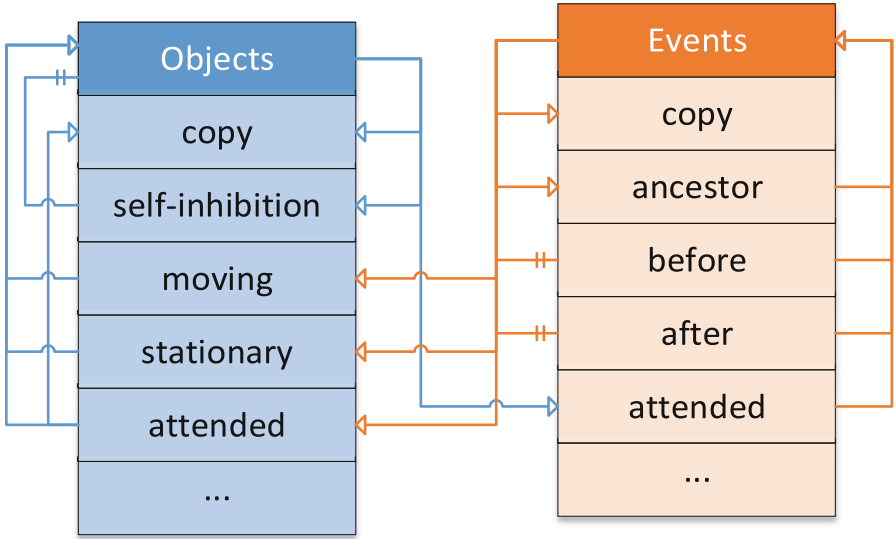 Objects
copy
self-inhibition
moving
stationary
attended
...
Events
copy
ancestor
before
after
attended
...